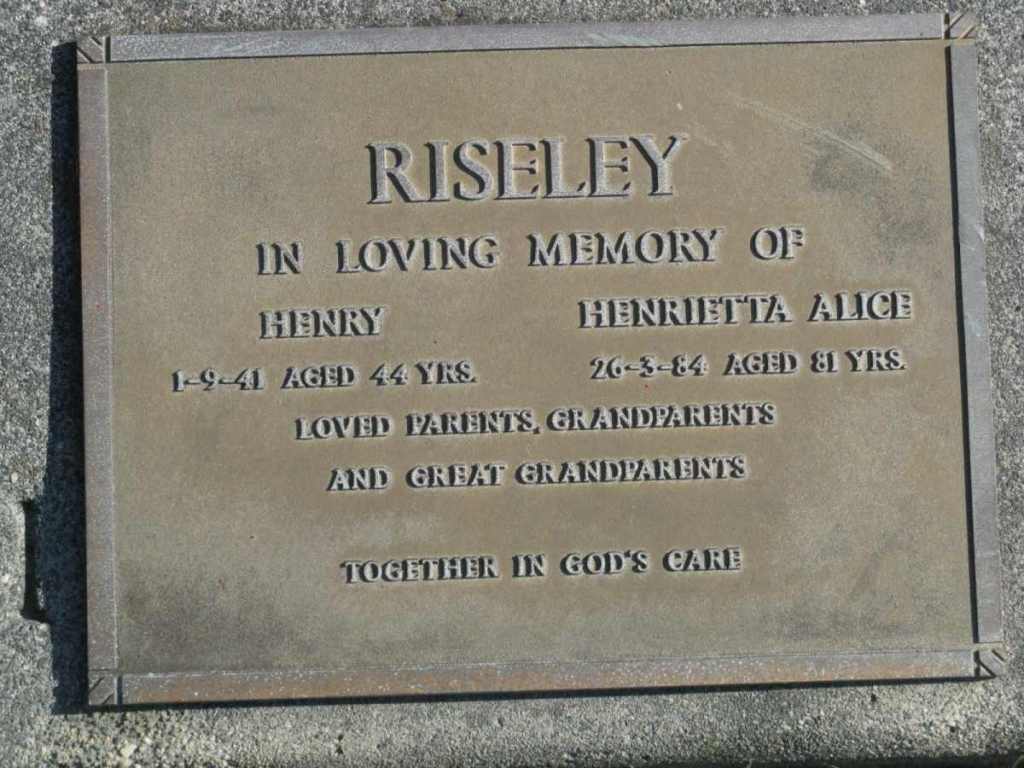 RISELEY
IN LOVING MEMORY OF
HENRY HENRIETTA ALICE
1-9-41 AGED 44 YRS. 26-3-84 AGED 81 YRS.
LOVED PARENTS, GRANDPARENTS
AND GREAT GRANDPARENTS
TOGETHER IN GOD'S CARE